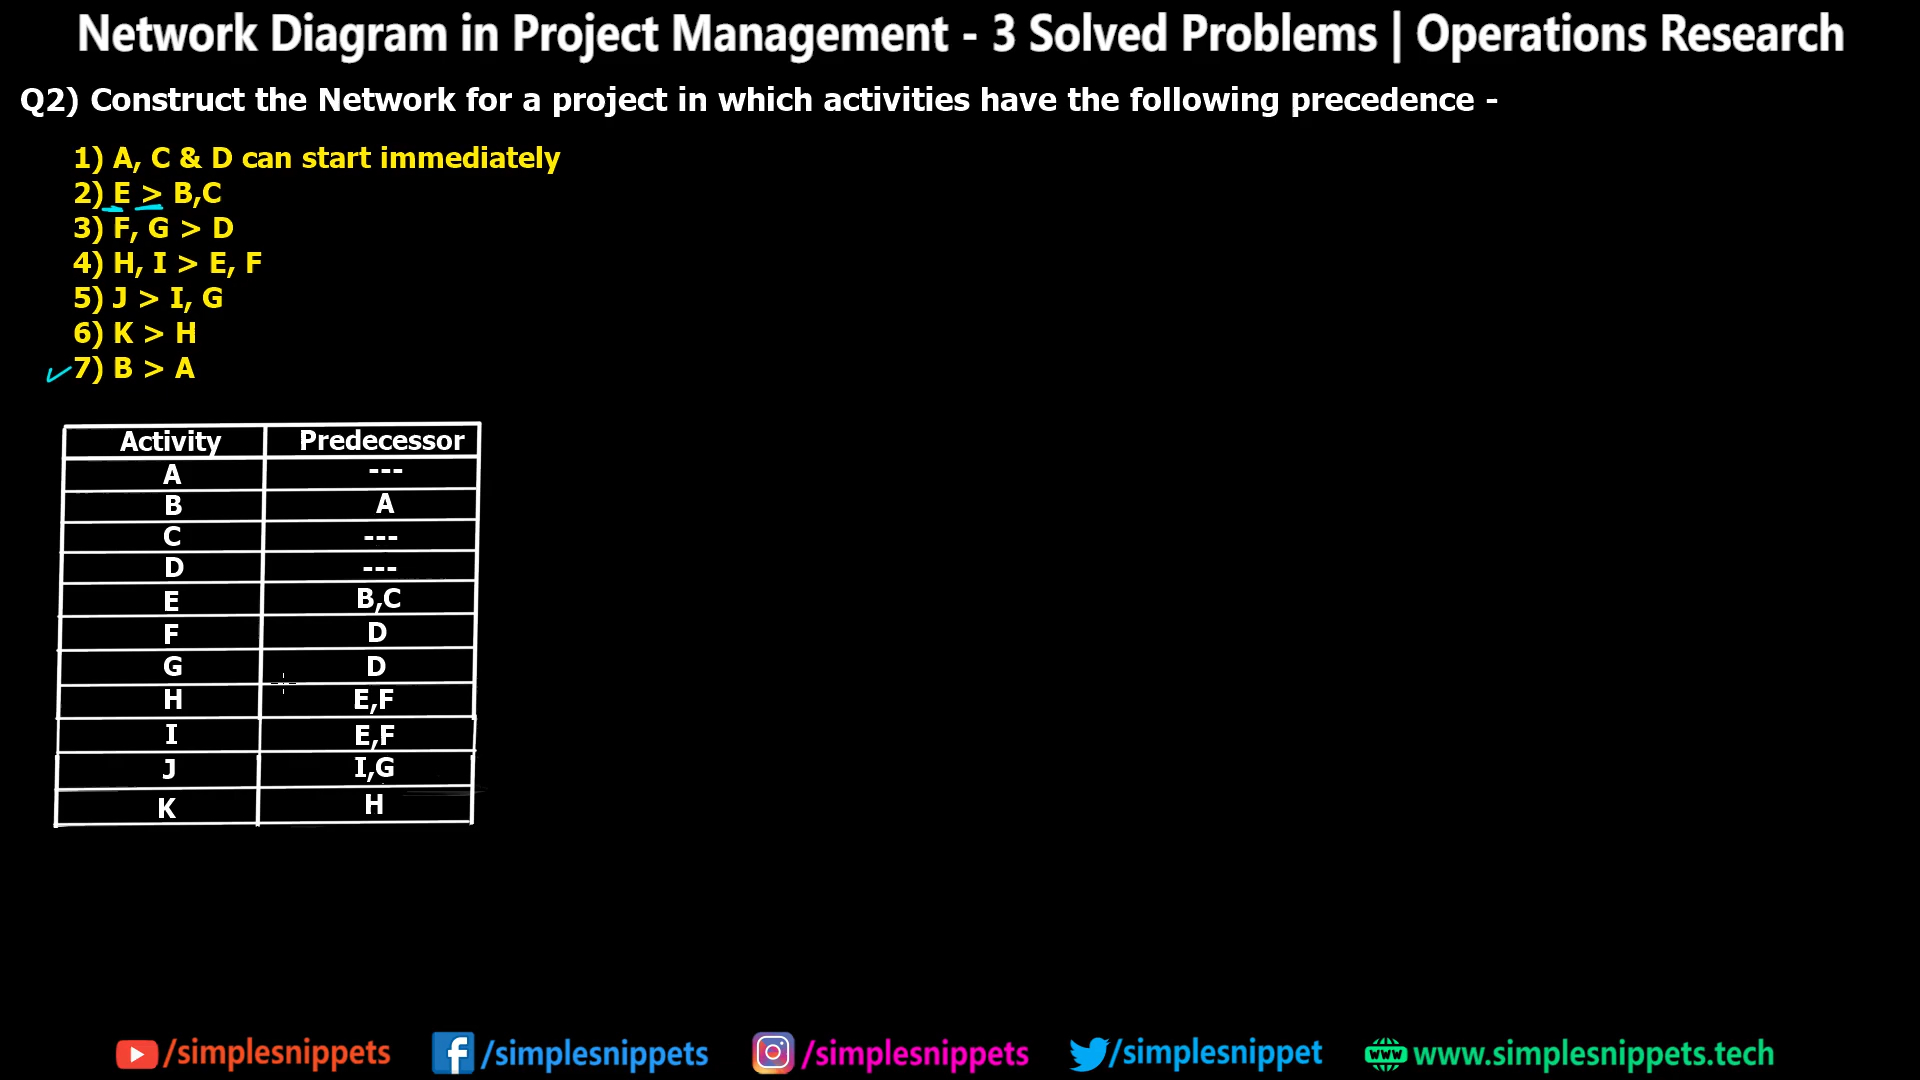 Network Diagram in Project Management - 3 Solved Problems | Operations Research
Q2) Construct the Network for a project in which activities have the following precedence -
1) A, C & D can start immediately
2) E > B,C
3) F, G > D
4) H, I > E, F
5) J > I, G
6) K > H
7) B > A
Activity Predecessor
A ---
B A
C ---
D ---
E B,C
F D
G D
H E,F
I E,F
J I,G
K H
/simplesnippets /simplesnippets /simplesnippets /simplesnippet www www.simplesnippets.tech